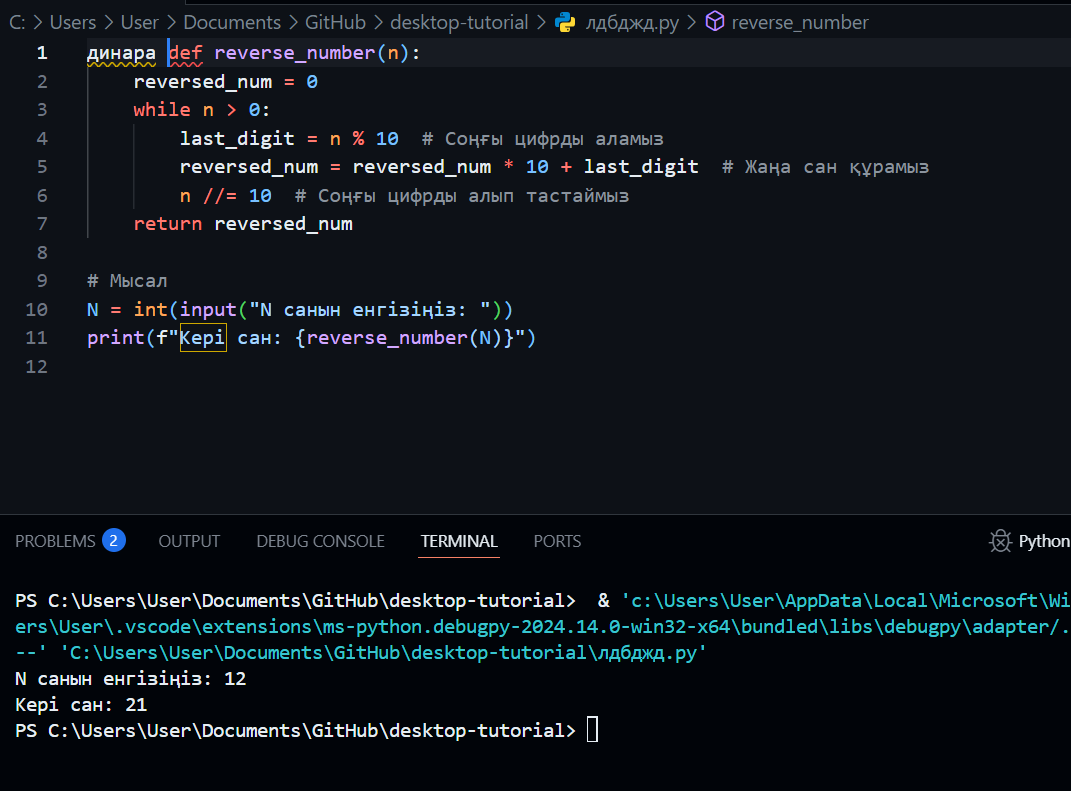 C: > Users > User > Documents > GitHub > desktop-tutorial > лдбджд.py > reverse_number
1 динара def reverse_number(n):
2 reversed_num = 0
3 while n > 0:
4 last_digit = n % 10 # Соңғы цифрды аламыз
5 reversed_num = reversed_num * 10 + last_digit # Жаңа сан құрамыз
6 n //= 10 # Соңғы цифрды алып тастаймыз
7 return reversed_num
8
9 # Мысал
10 N = int(input("N санын енгізіңіз: "))
11 print(f"Кері сан: {reverse_number(N)}")
12
PROBLEMS 2 OUTPUT DEBUG CONSOLE TERMINAL PORTS Python
PS C:\Users\User\Documents\GitHub\desktop-tutorial> & 'c:\Users\User\AppData\Local\Microsoft\Wi
ers\User\.vscode\extensions\ms-python.debugpy-2024.14.0-win32-x64\bundled\libs\debugpy\adapter/.
--' 'C:\Users\User\Documents\GitHub\desktop-tutorial\лдбджд.py'
N санын енгізіңіз: 12
Кері сан: 21
PS C:\Users\User\Documents\GitHub\desktop-tutorial>